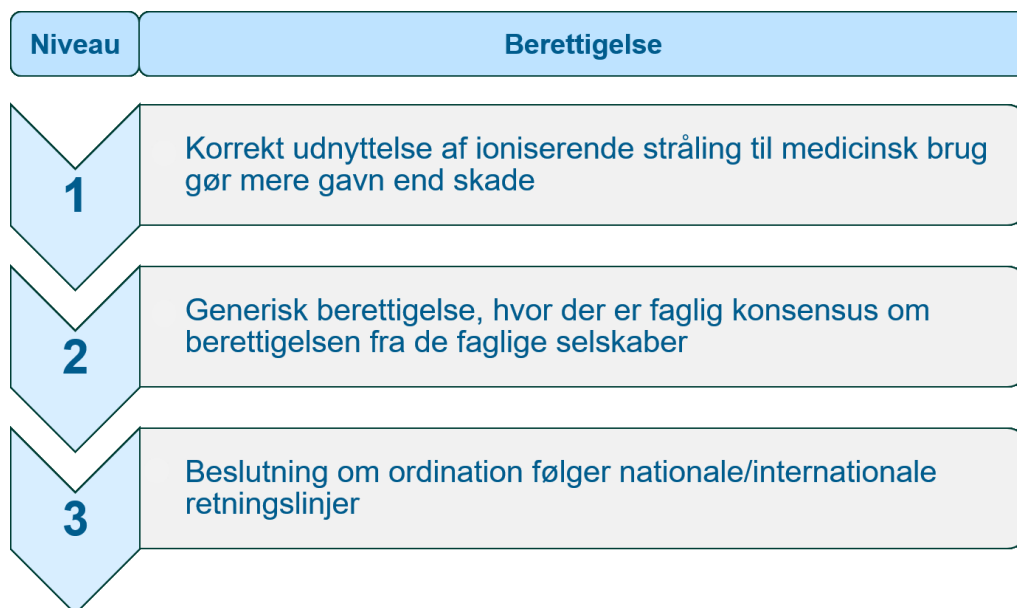 Niveau
Berettigelse
1
Korrekt udnyttelse af ioniserende stråling til medicinsk brug
gør mere gavn end skade
2
Generisk berettigelse, hvor der er faglig konsensus om
berettigelsen fra de faglige selskaber
3
Beslutning om ordination følger nationale/internationale
retningslinjer